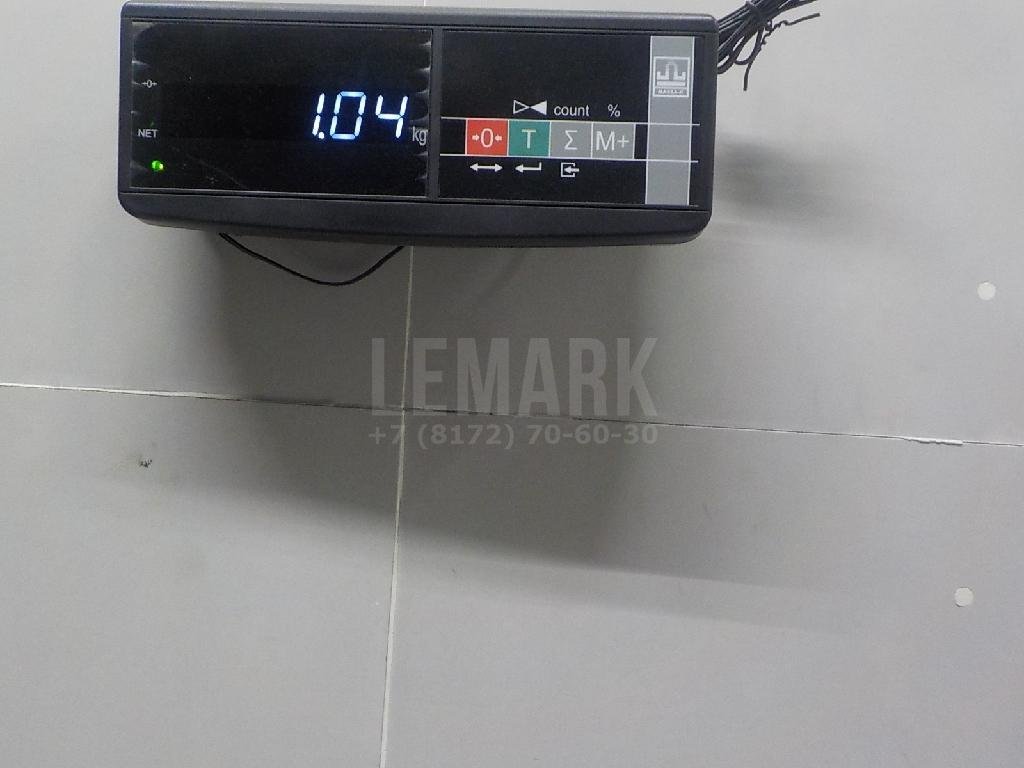 →0←
NET
1.04 kg
count %
→0← T Σ M+
LEMARK
+7 (8172) 70-60-30